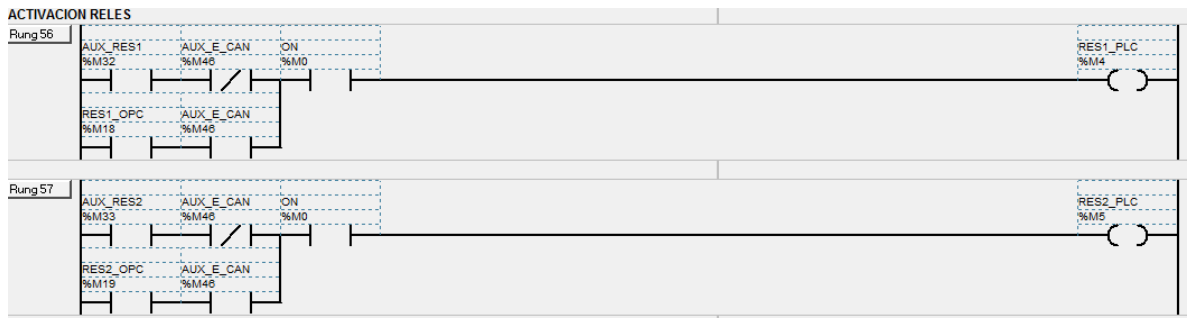 ACTIVACION RELES
Rung 56
AUX_RES1 AUX_E_CAN ON RES1_PLC
%M32 %M46 %M0 %M4
RES1_OPC AUX_E_CAN
%M18 %M46
Rung 57
AUX_RES2 AUX_E_CAN ON RES2_PLC
%M33 %M46 %M0 %M5
RES2_OPC AUX_E_CAN
%M19 %M46